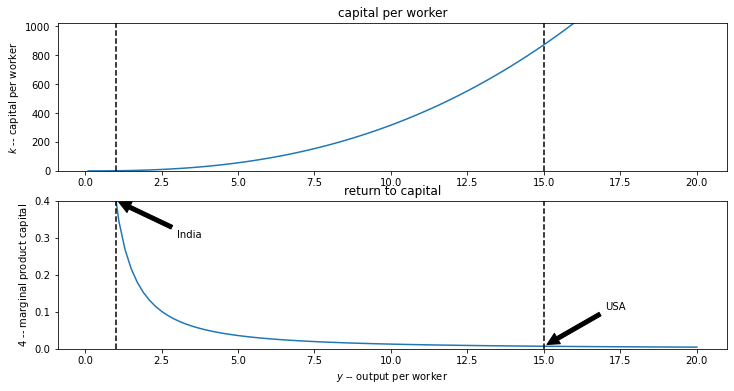 capital per worker
k -- capital per worker
1000
800
600
400
200
0
0.0 2.5 5.0 7.5 10.0 12.5 15.0 17.5 20.0
return to capital
4 -- marginal product capital
0.4
0.3
0.2
0.1
0.0
India
USA
0.0 2.5 5.0 7.5 10.0 12.5 15.0 17.5 20.0
y -- output per worker